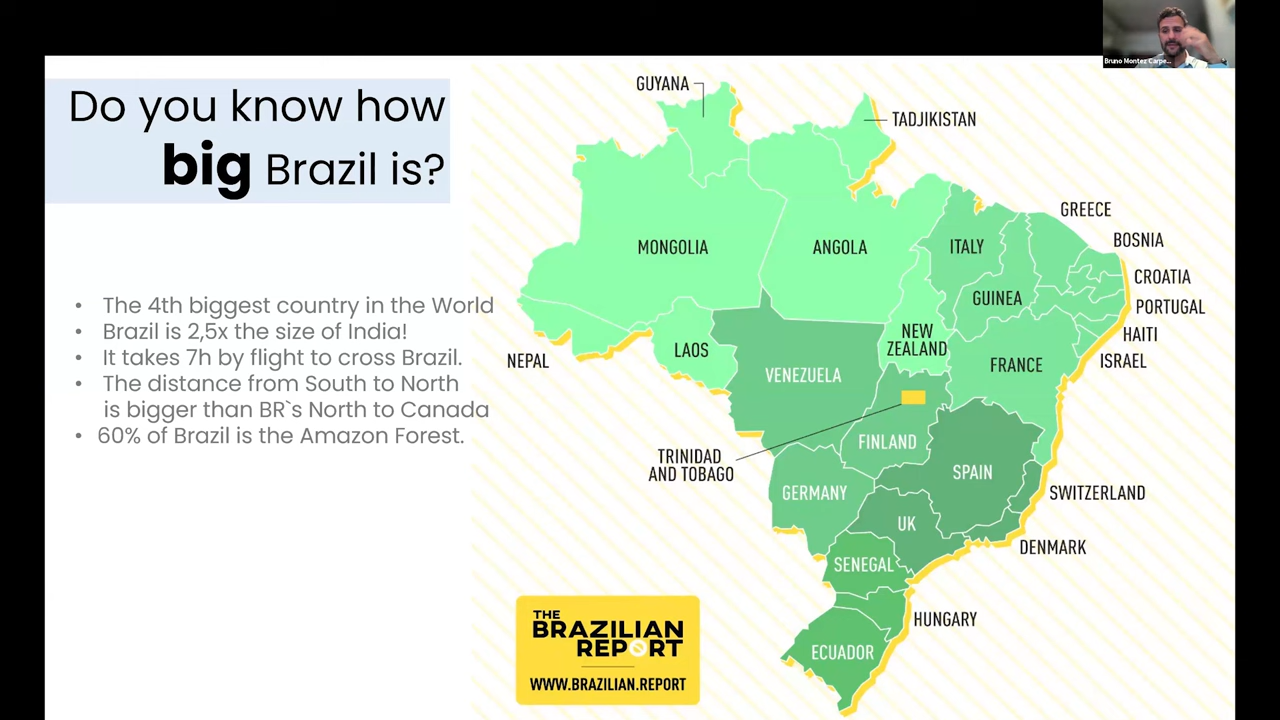 Bruno Montez Carpe...
Do you know how
big Brazil is?
• The 4th biggest country in the World
• Brazil is 2,5x the size of India!
• It takes 7h by flight to cross Brazil.
• The distance from South to North
is bigger than BR`s North to Canada
• 60% of Brazil is the Amazon Forest.
GUYANA
TADJIKISTAN
GREECE
BOSNIA
MONGOLIA
ANGOLA
ITALY
CROATIA
GUINEA
PORTUGAL
HAITI
NEW
ZEALAND
ISRAEL
NEPAL
LAOS
VENEZUELA
FRANCE
FINLAND
TRINIDAD
AND TOBAGO
SPAIN
GERMANY
SWITZERLAND
UK
DENMARK
SENEGAL
HUNGARY
ECUADOR
THE
BRAZILIAN
REPORT
WWW.BRAZILIAN.REPORT